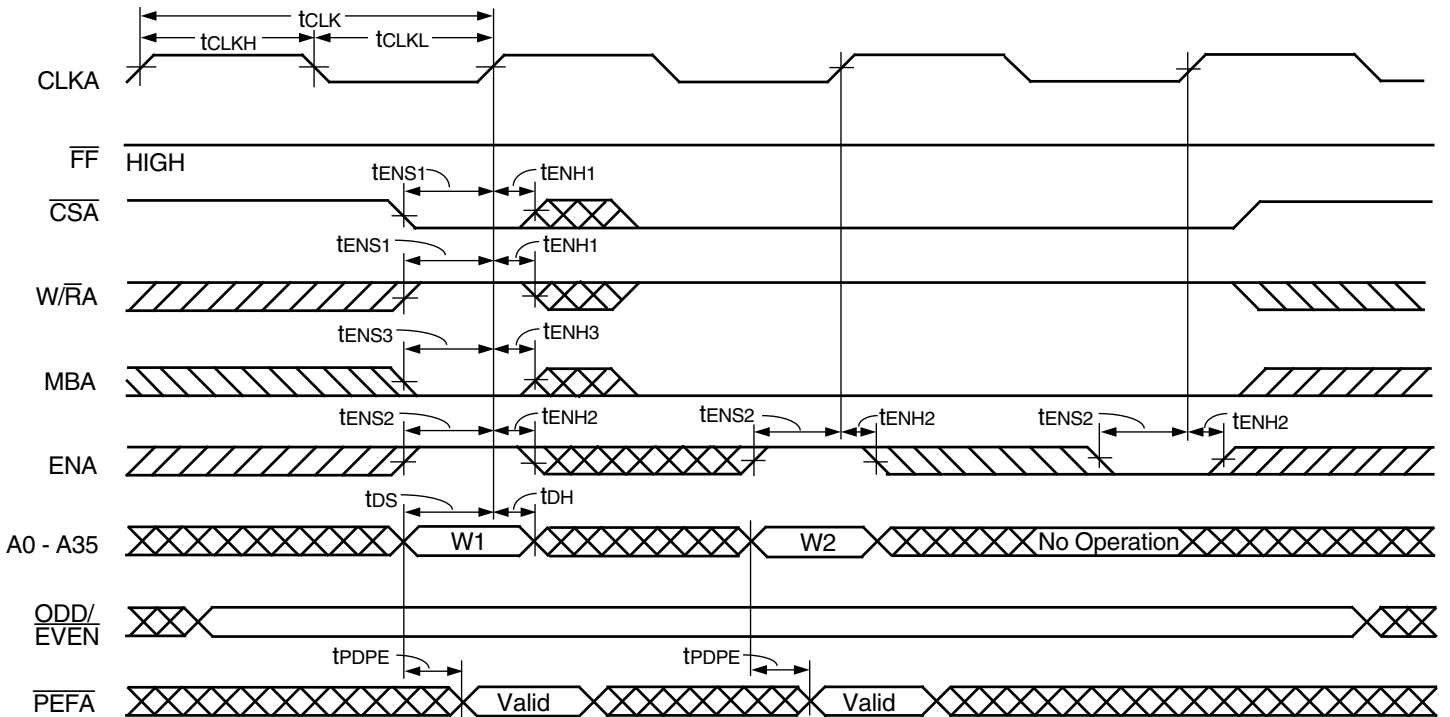 tCLK
tCLKH
tCLKL
CLKA
FF
HIGH
tENS1
tENH1
CSA
tENS1
tENH1
W/RA
tENS3
tENH3
MBA
tENS2
tENH2
tENS2
tENH2
tENS2
tENH2
ENA
tDS
tDH
A0 - A35
W1
W2
No Operation
ODD/
EVEN
tPDPE
tPDPE
PEFA
Valid
Valid